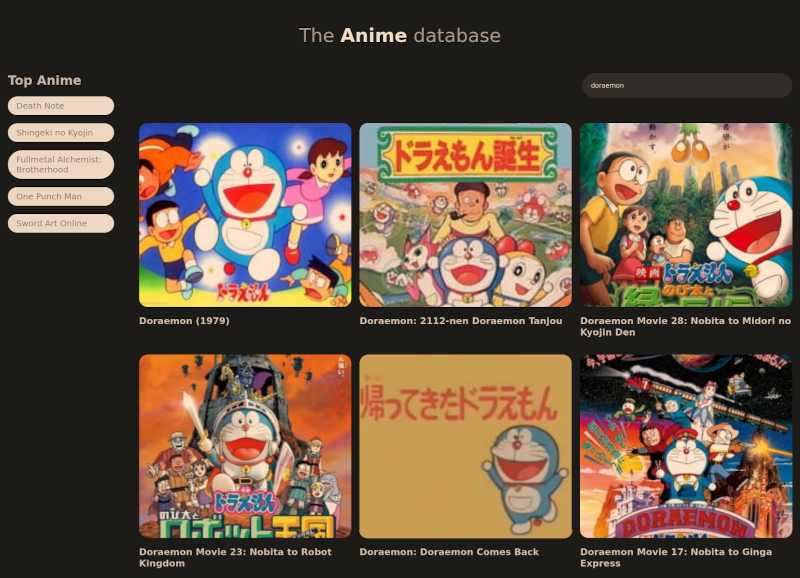 The Anime database
Top Anime
doraemon
Death Note
Shingeki no Kyojin
Fullmetal Alchemist:
Brotherhood
One Punch Man
Sword Art Online
ドラえもん
Doraemon (1979)
ドラえもん誕生
Doraemon: 2112-nen Doraemon Tanjou
映画 ドラえもん
のび太と
Doraemon Movie 28: Nobita to Midori no
Kyojin Den
ドラえもん
のび太と
ロボット王国
Doraemon Movie 23: Nobita to Robot
Kingdom
帰ってきたドラえもん
Doraemon: Doraemon Comes Back
DORAEMON
Doraemon Movie 17: Nobita to Ginga
Express